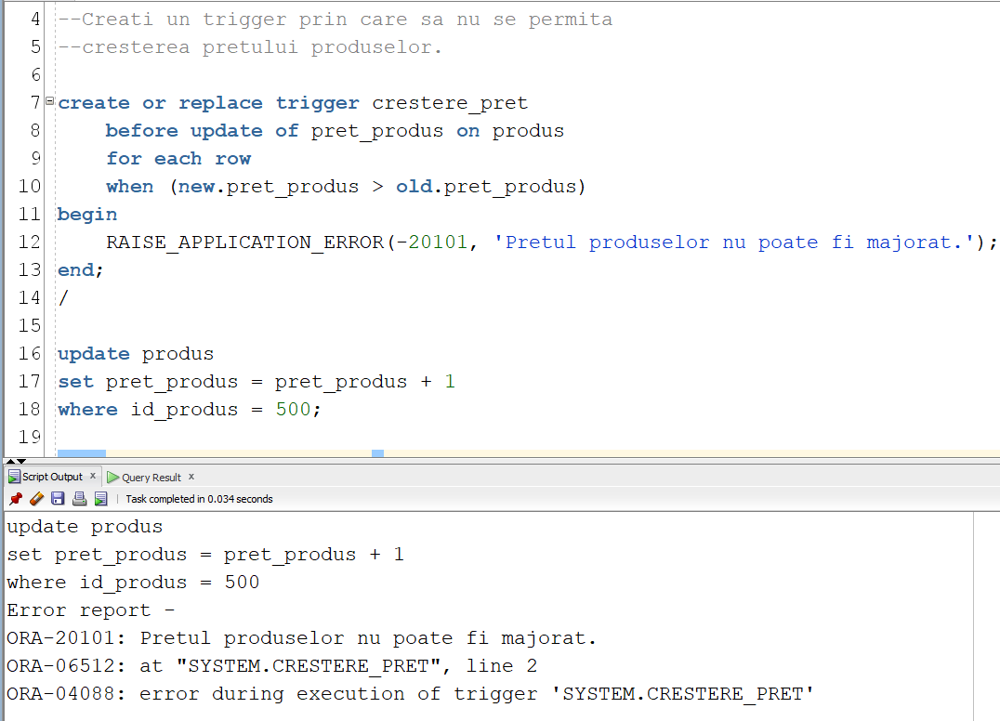 4 --Creati un trigger prin care sa nu se permita
5 --cresterea pretului produselor.
6
7 create or replace trigger crestere_pret
8 before update of pret_produs on produs
9 for each row
10 when (new.pret_produs > old.pret_produs)
11 begin
12 RAISE_APPLICATION_ERROR(-20101, 'Pretul produselor nu poate fi majorat.');
13 end;
14 /
15
16 update produs
17 set pret_produs = pret_produs + 1
18 where id_produs = 500;
19
Script Output x Query Result x
Task completed in 0.034 seconds
update produs
set pret_produs = pret_produs + 1
where id_produs = 500
Error report -
ORA-20101: Pretul produselor nu poate fi majorat.
ORA-06512: at "SYSTEM.CRESTERE_PRET", line 2
ORA-04088: error during execution of trigger 'SYSTEM.CRESTERE_PRET'